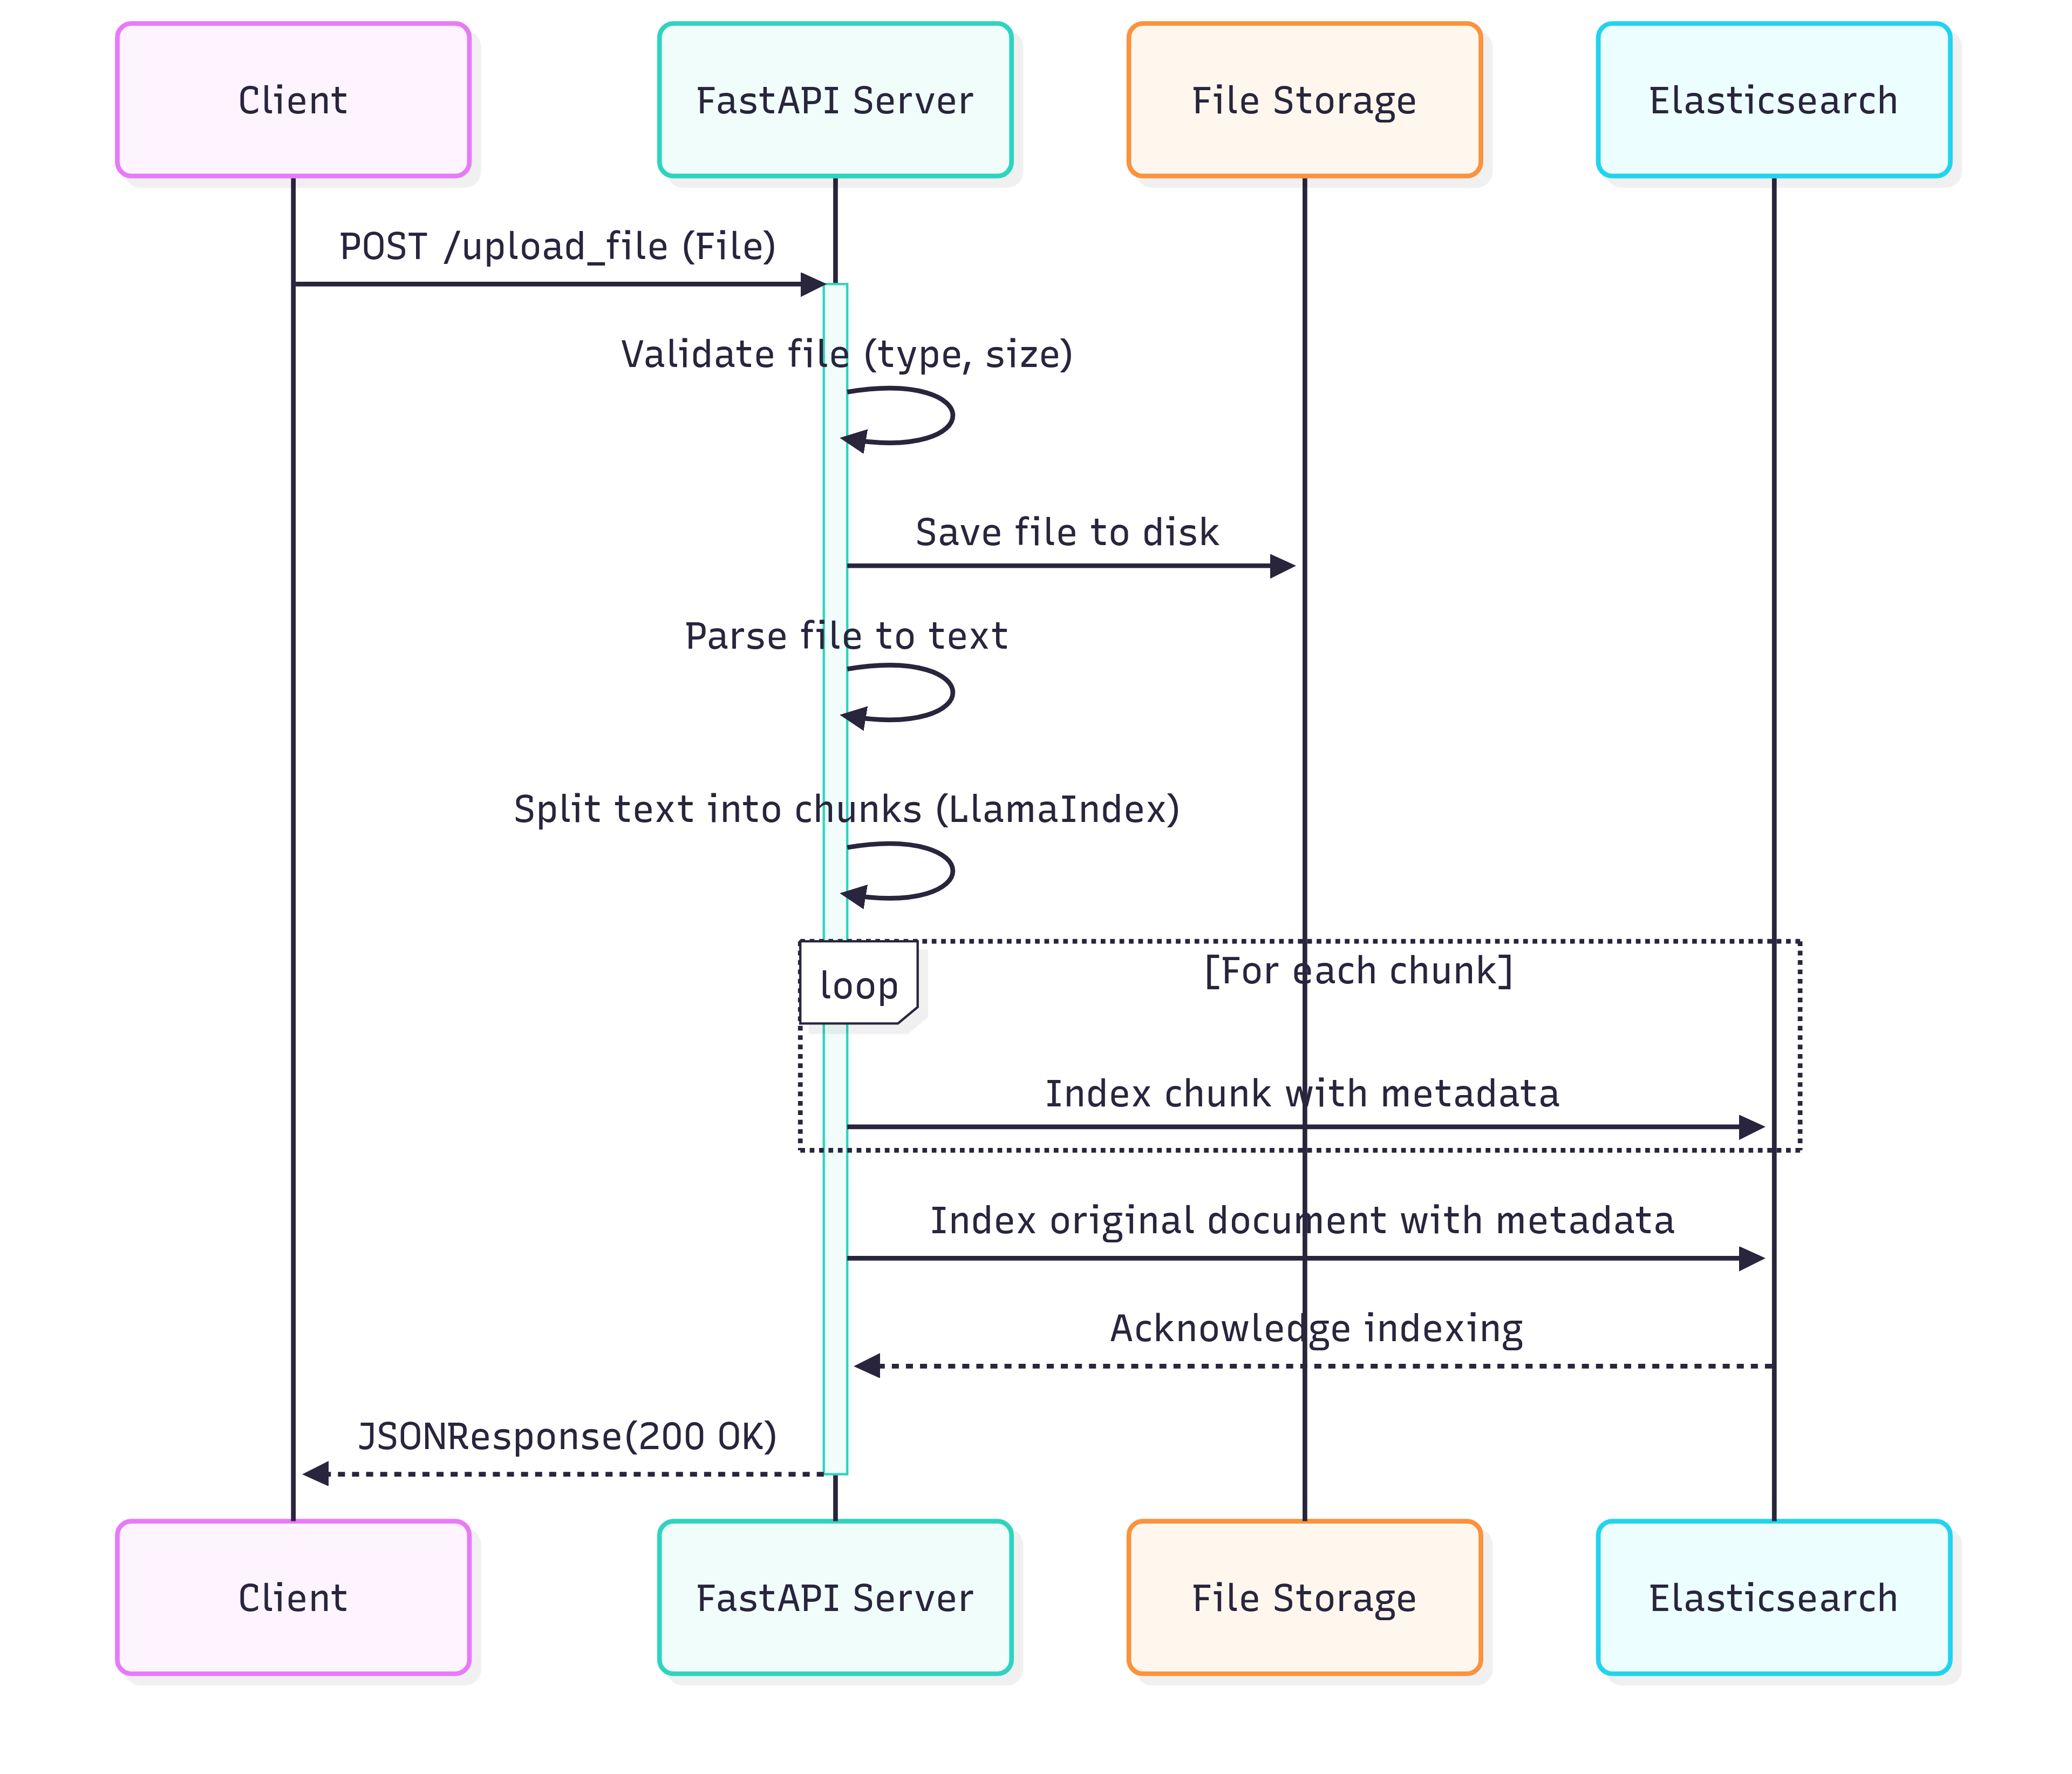 Client
FastAPI Server
File Storage
Elasticsearch
POST /upload_file (File)
Validate file (type, size)
Save file to disk
Parse file to text
Split text into chunks (LlamaIndex)
loop
[For each chunk]
Index chunk with metadata
Index original document with metadata
Acknowledge indexing
JSONResponse(200 OK)
Client
FastAPI Server
File Storage
Elasticsearch